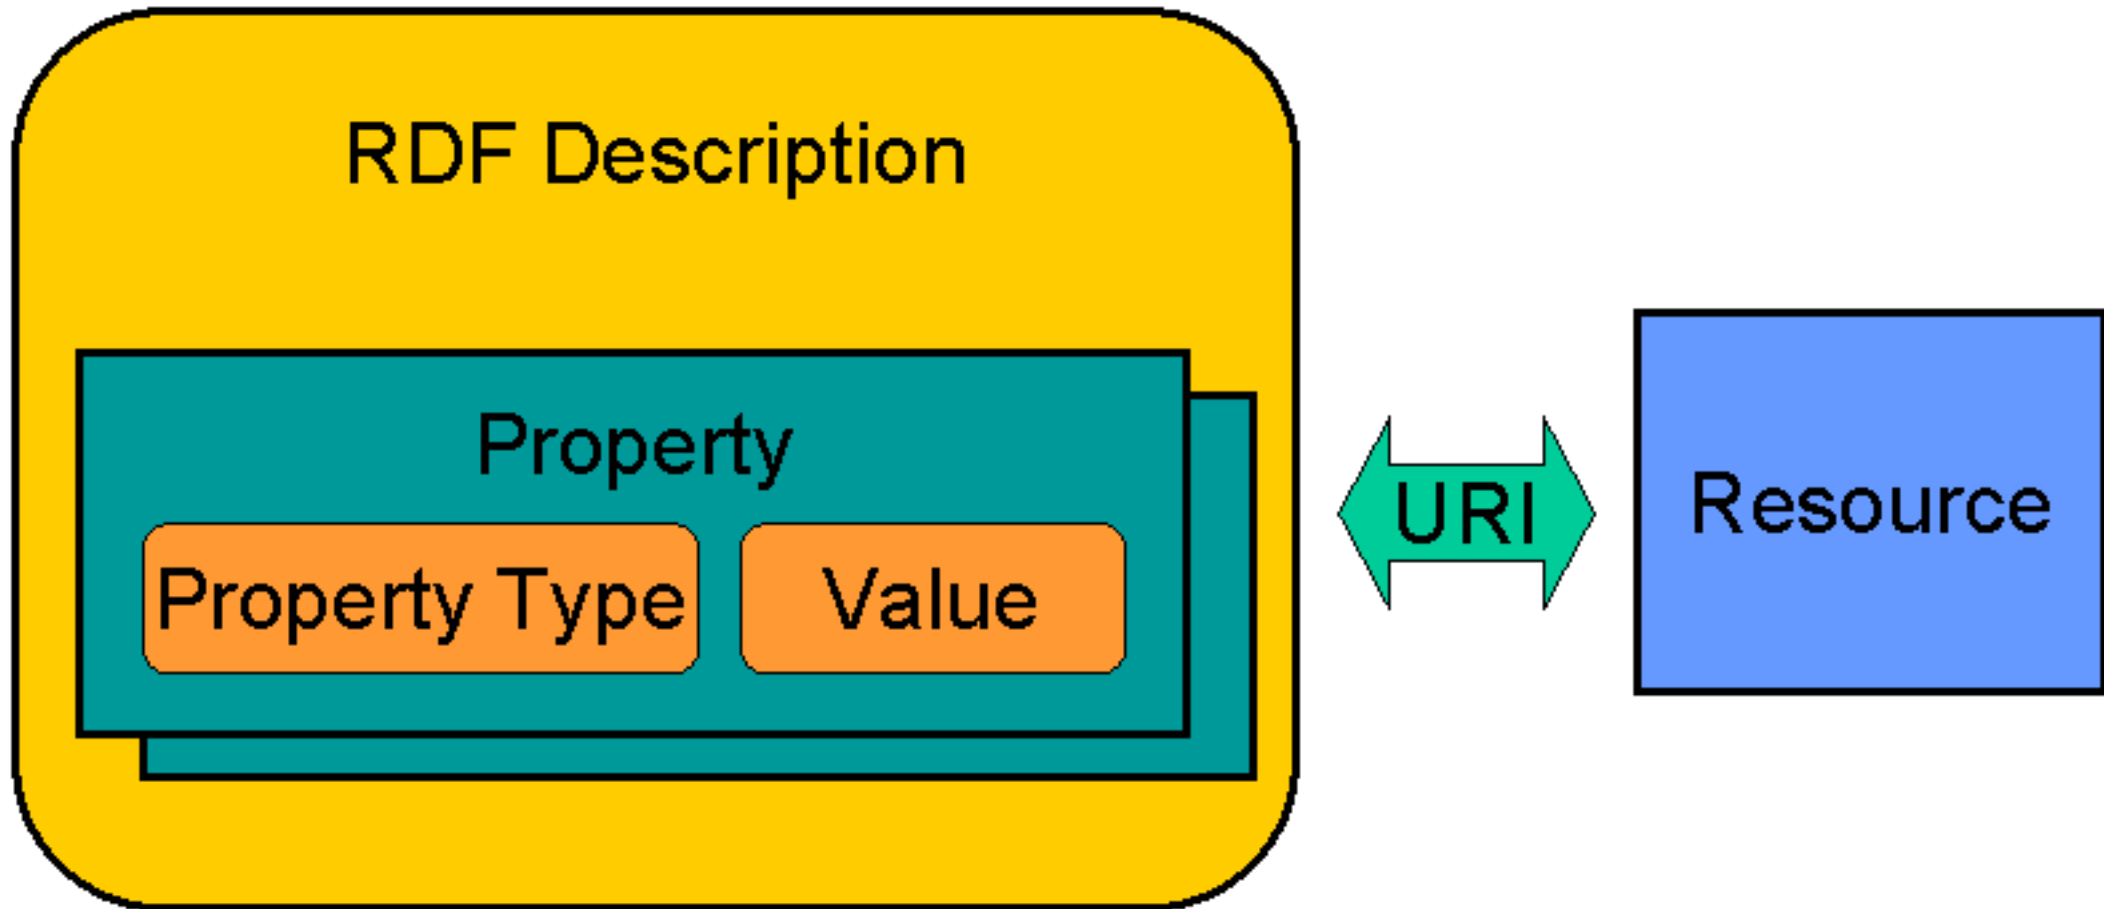 RDF Description
Property
Property Type
Value
URI
Resource